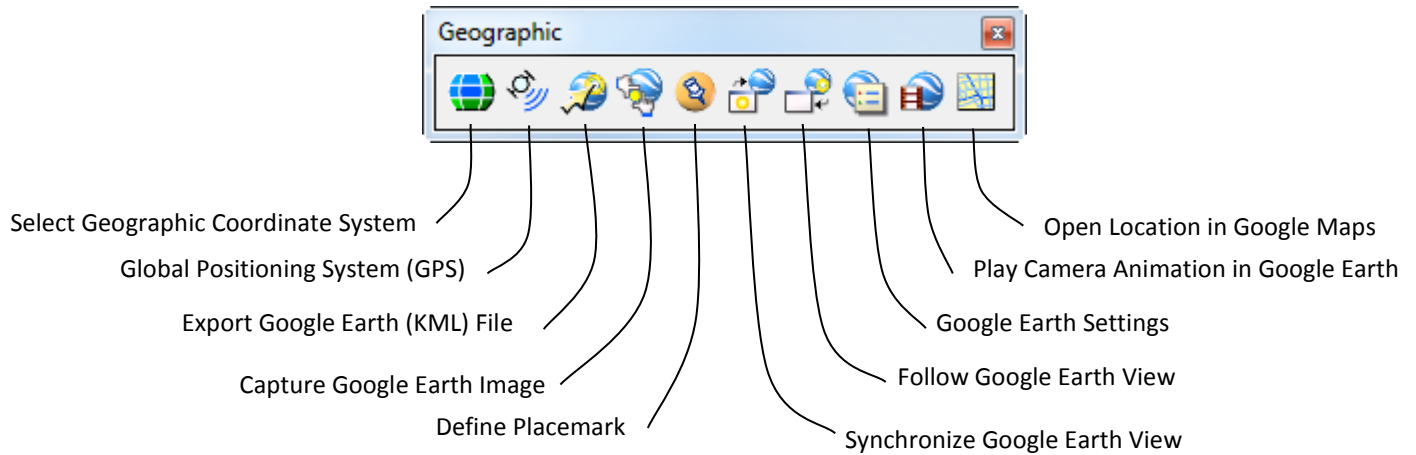 Geographic
Select Geographic Coordinate System
Open Location in Google Maps
Global Positioning System (GPS)
Play Camera Animation in Google Earth
Export Google Earth (KML) File
Google Earth Settings
Capture Google Earth Image
Follow Google Earth View
Define Placemark
Synchronize Google Earth View